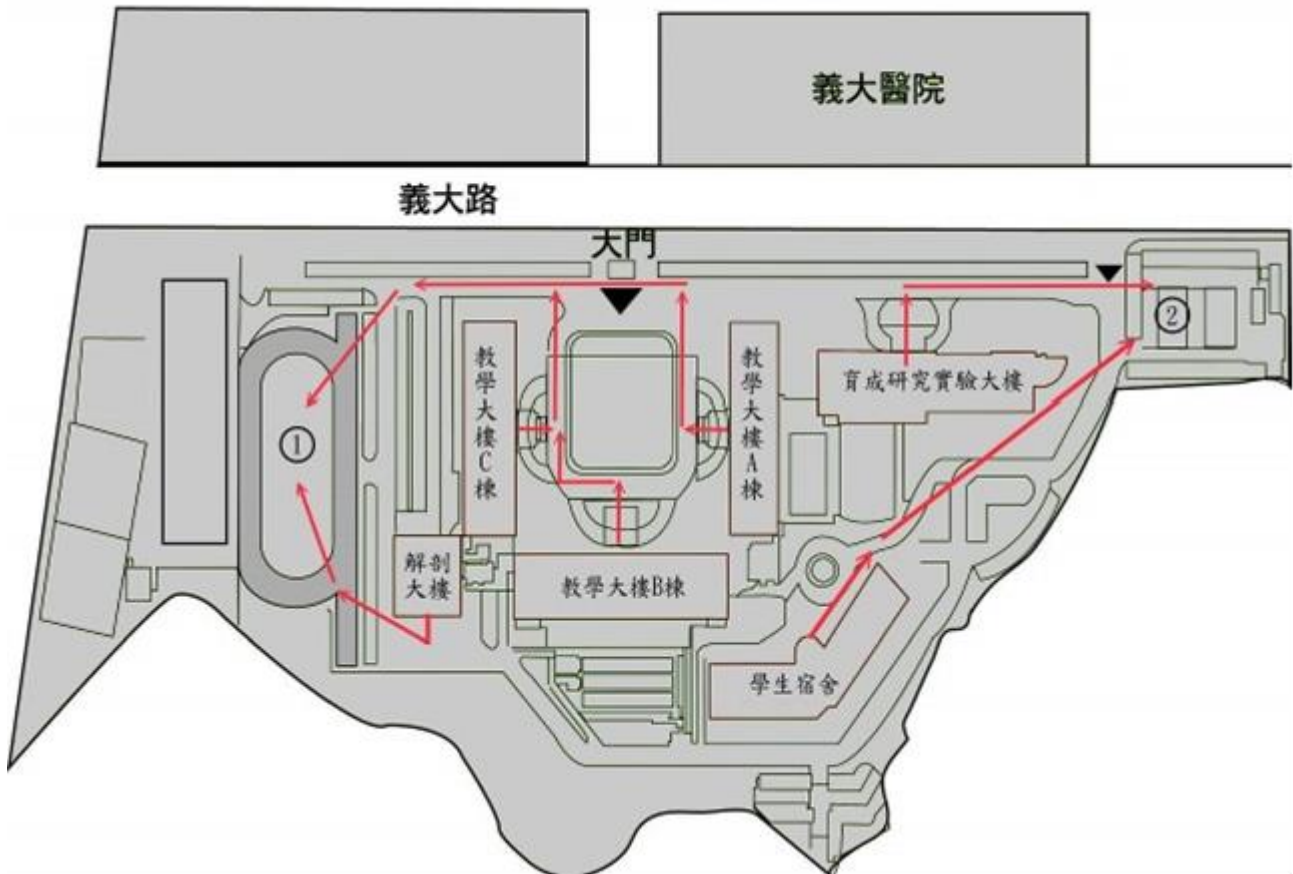 義大醫院
義大路
大門
②
教學大樓C棟
教學大樓A棟
育成研究實驗大樓
①
解剖
大樓
教學大樓B棟
學生宿舍